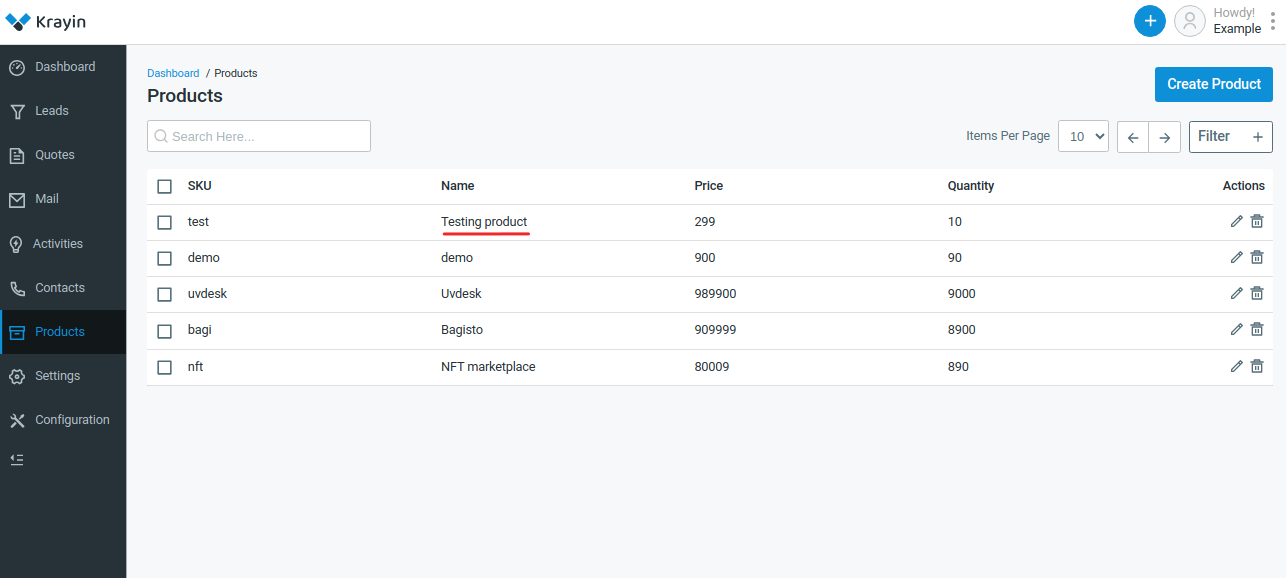 Krayin
Howdy!
Example
Dashboard
Leads
Quotes
Mail
Activities
Contacts
Products
Settings
Configuration
Dashboard / Products
Products
Create Product
Search Here...
Items Per Page 10 Filter
SKU Name Price Quantity Actions
test Testing product 299 10
demo demo 900 90
uvdesk Uvdesk 989900 9000
bagi Bagisto 909999 8900
nft NFT marketplace 80009 890